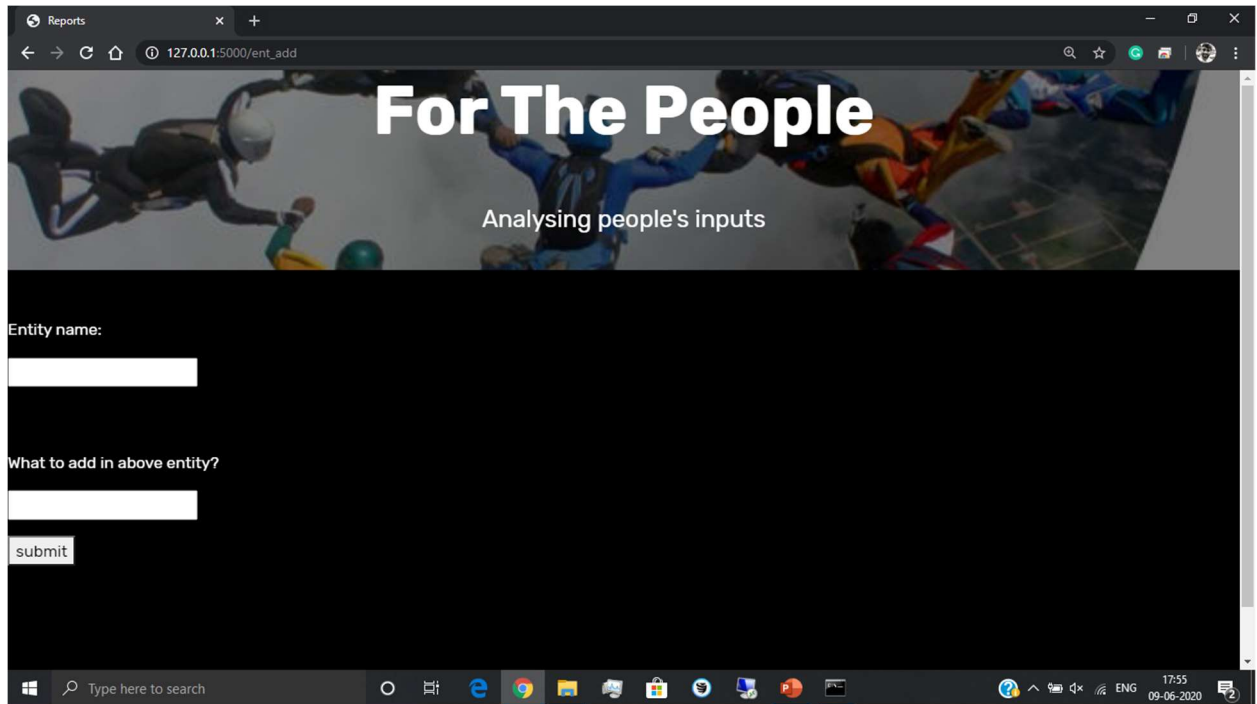 Reports
127.0.0.1:5000/ent_add
For The People
Analysing people's inputs
Entity name:
What to add in above entity?
submit
Type here to search
ENG
17:55
09-06-2020
2